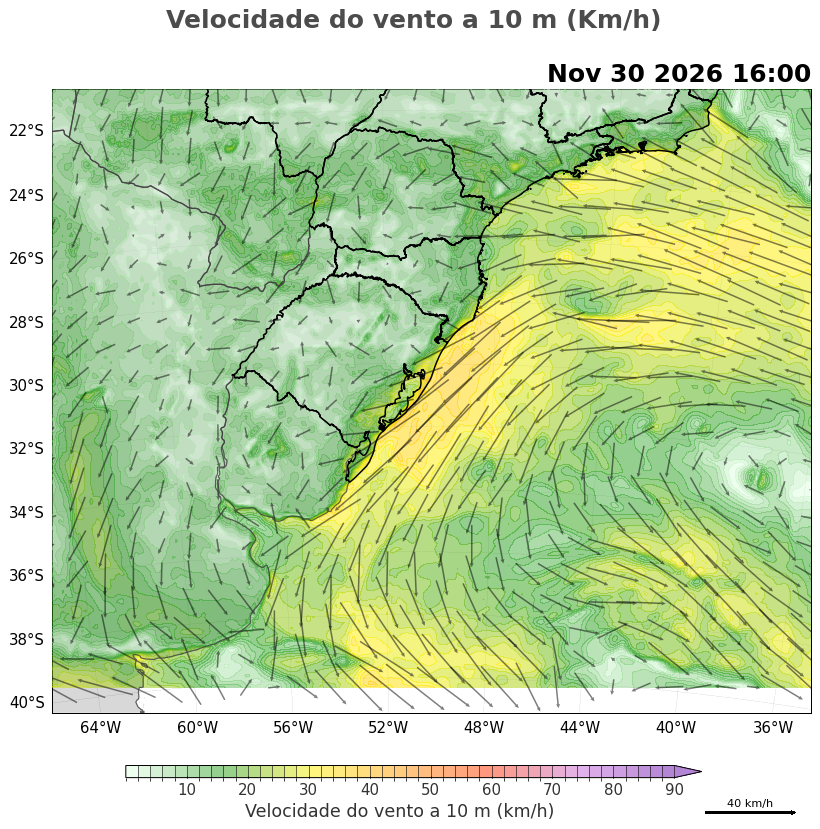 Velocidade do vento a 10 m (Km/h)
Nov 30 2026 16:00
22°S
24°S
26°S
28°S
30°S
32°S
34°S
36°S
38°S
40°S
64°W 60°W 56°W 52°W 48°W 44°W 40°W 36°W
10 20 30 40 50 60 70 80 90
40 km/h
Velocidade do vento a 10 m (km/h)